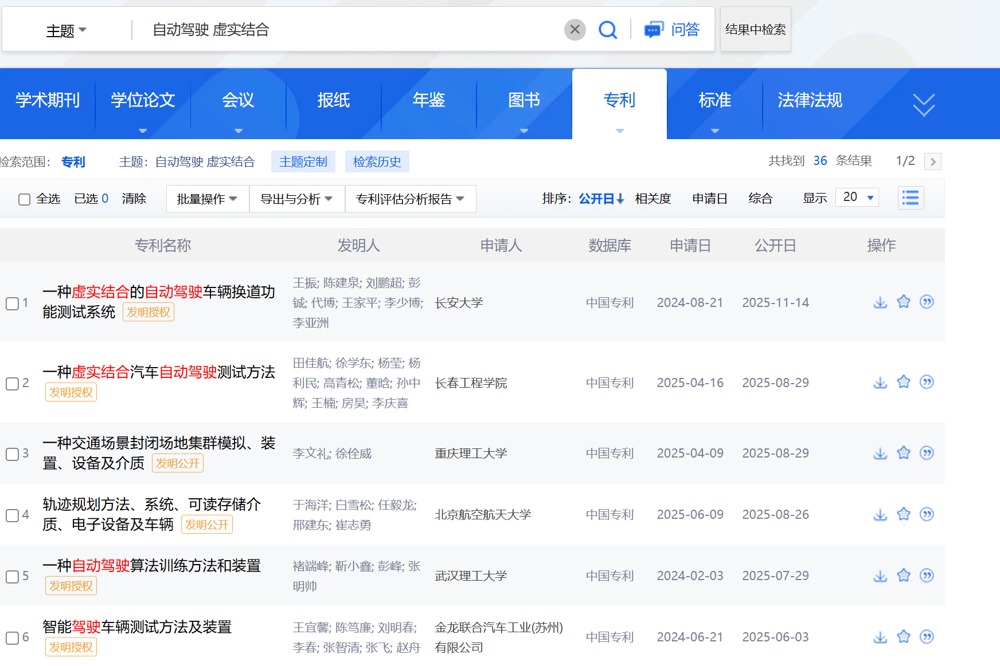 主题
自动驾驶 虚实结合
问答
结果中检索
学术期刊
学位论文
会议
报纸
年鉴
图书
专利
标准
法律法规
检索范围：
专利
主题：自动驾驶 虚实结合
主题定制
检索历史
共找到 36 条结果
1/2
全选
已选 0
清除
批量操作
导出与分析
专利评估分析报告
排序：
公开日
相关度
申请日
综合
显示
20
专利名称
发明人
申请人
数据库
申请日
公开日
操作
1
一种虚实结合的自动驾驶车辆换道功
能测试系统 发明授权
王振; 陈建泉; 刘鹏超; 彭
铖; 代博; 王家平; 李少博;
李亚洲
长安大学
中国专利
2024-08-21
2025-11-14
2
一种虚实结合汽车自动驾驶测试方法
发明授权
田佳航; 徐学东; 杨莹; 杨
利民; 高青松; 董晗; 孙中
辉; 王楠; 房昊; 李庆喜
长春工程学院
中国专利
2025-04-16
2025-08-29
3
一种交通场景封闭场地集群模拟、装
置、设备及介质 发明公开
李文礼; 徐佺威
重庆理工大学
中国专利
2025-04-09
2025-08-29
4
轨迹规划方法、系统、可读存储介
质、电子设备及车辆 发明公开
于海洋; 白雪松; 任毅龙;
邢建东; 崔志勇
北京航空航天大学
中国专利
2025-06-09
2025-08-26
5
一种自动驾驶算法训练方法和装置
发明授权
褚端峰; 靳小鑫; 彭峰; 张
明帅
武汉理工大学
中国专利
2024-02-03
2025-07-29
6
智能驾驶车辆测试方法及装置
发明授权
王宜馨; 陈笃廉; 刘明春;
李春; 张智清; 张飞; 赵舟
金龙联合汽车工业(苏州)
有限公司
中国专利
2024-06-21
2025-06-03